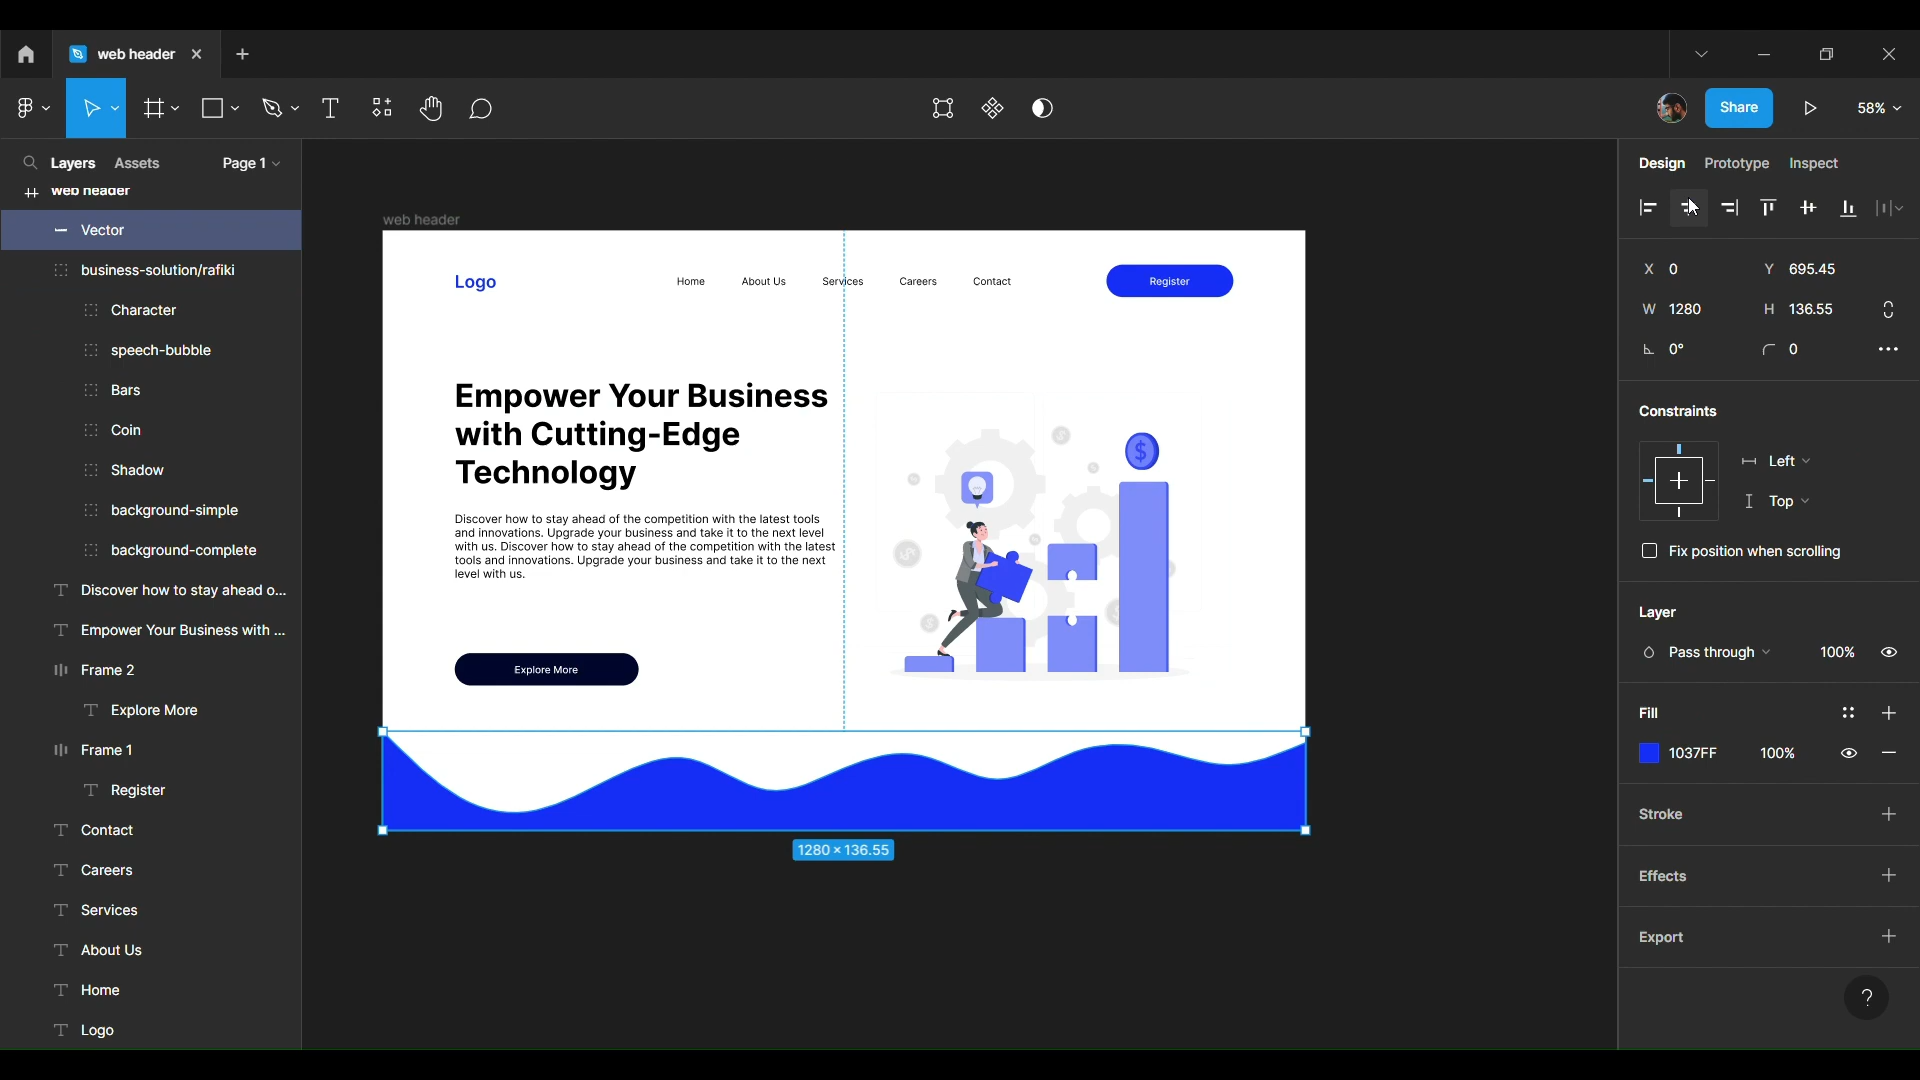 web header
Share
58%
Layers
Assets
Page 1
web header
Vector
business-solution/rafiki
Character
speech-bubble
Bars
Coin
Shadow
background-simple
background-complete
Discover how to stay ahead o...
Empower Your Business with ...
Frame 2
Explore More
Frame 1
Register
Contact
Careers
Services
About Us
Home
Logo
web header
Logo
Home
About Us
Services
Careers
Contact
Register
Empower Your Business
with Cutting-Edge
Technology
Discover how to stay ahead of the competition with the latest tools
and innovations. Upgrade your business and take it to the next level
with us. Discover how to stay ahead of the competition with the latest
tools and innovations. Upgrade your business and take it to the next
level with us.
Explore More
$
1280 × 136.55
Design
Prototype
Inspect
X 0
Y 695.45
W 1280
H 136.55
0°
0
Constraints
Left
Top
Fix position when scrolling
Layer
Pass through
100%
Fill
1037FF
100%
Stroke
Effects
Export
?